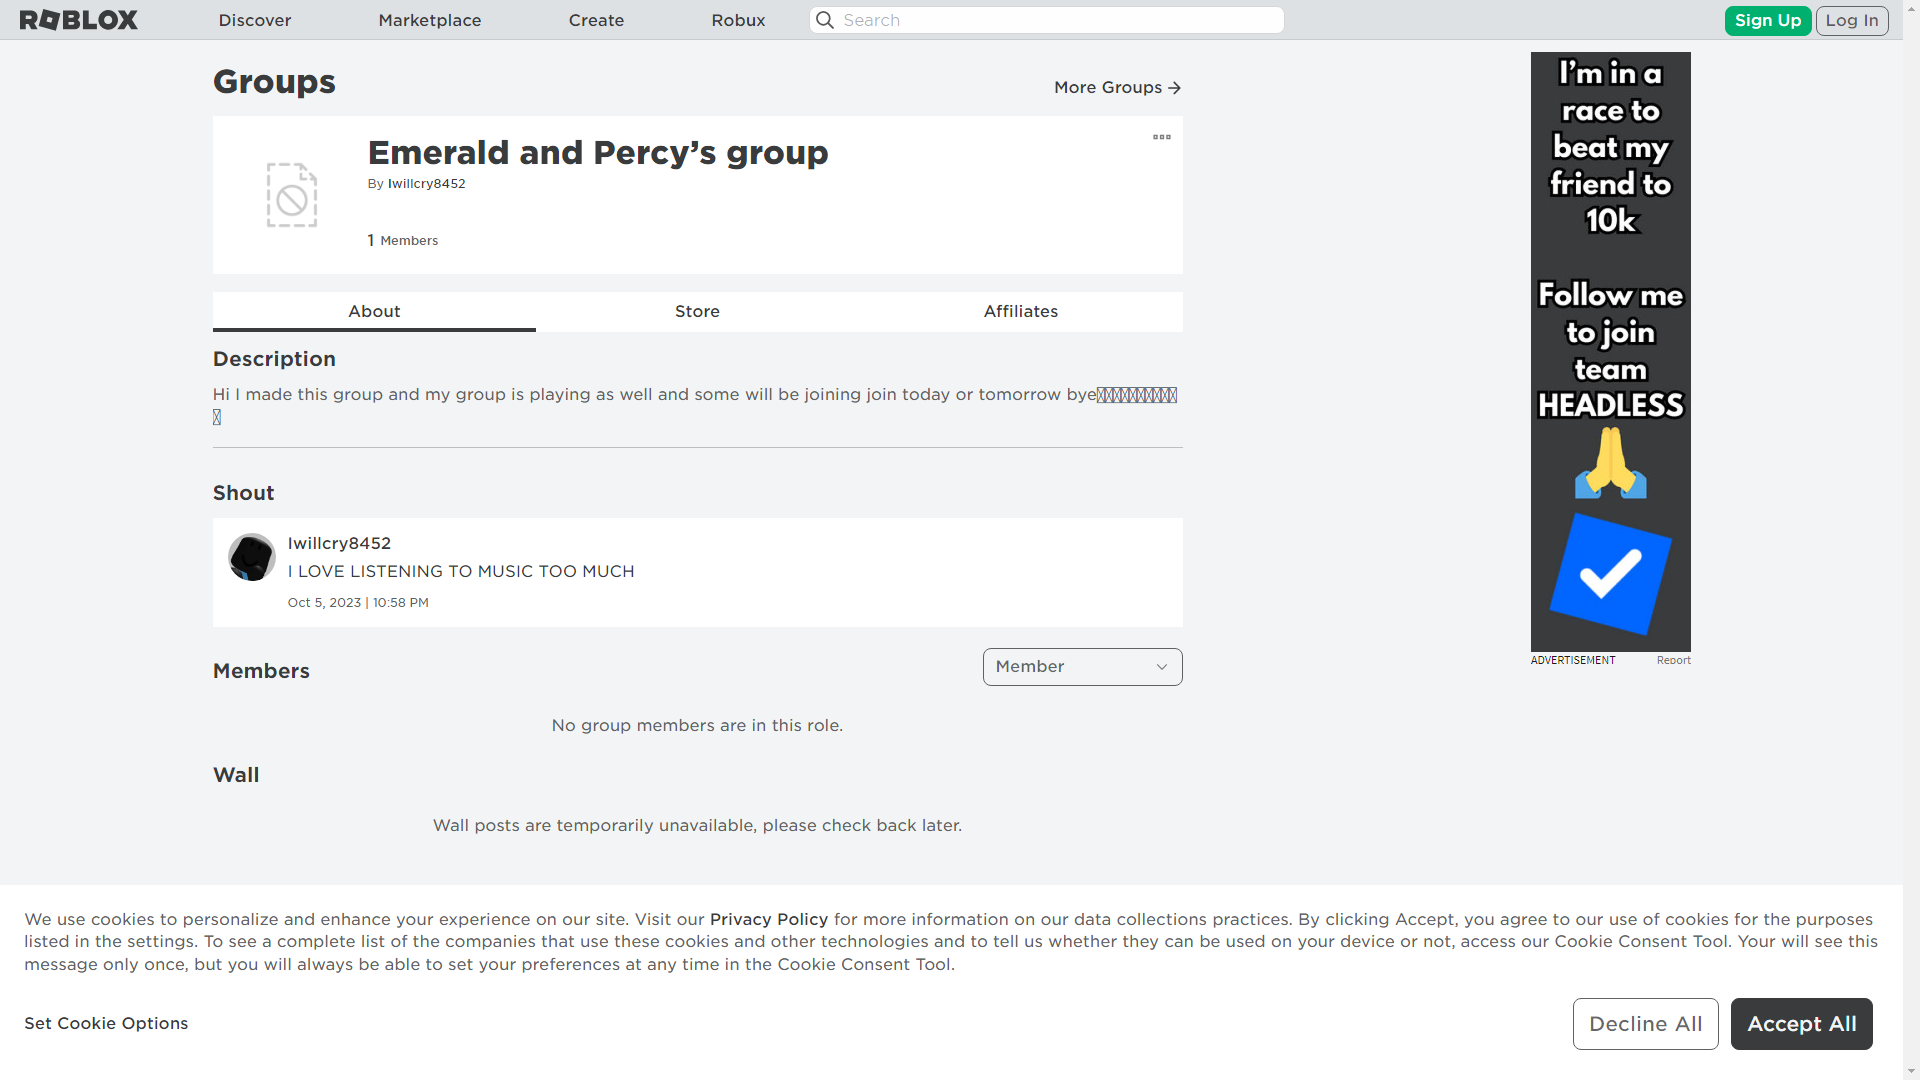 ROBLOX
Discover
Marketplace
Create
Robux
Search
Sign Up
Log In
Groups
More Groups
Emerald and Percy’s group
By Iwillcry8452
1 Members
About
Store
Affiliates
Description
Hi I made this group and my group is playing as well and some will be joining join today or tomorrow bye
Shout
Iwillcry8452
I LOVE LISTENING TO MUSIC TOO MUCH
Oct 5, 2023 | 10:58 PM
Members
Member
No group members are in this role.
Wall
Wall posts are temporarily unavailable, please check back later.
I’m in a
race to
beat my
friend to
10k
Follow me
to join
team
HEADLESS
ADVERTISEMENT
Report
We use cookies to personalize and enhance your experience on our site. Visit our Privacy Policy for more information on our data collections practices. By clicking Accept, you agree to our use of cookies for the purposes
listed in the settings. To see a complete list of the companies that use these cookies and other technologies and to tell us whether they can be used on your device or not, access our Cookie Consent Tool. Your will see this
message only once, but you will always be able to set your preferences at any time in the Cookie Consent Tool.
Set Cookie Options
Decline All
Accept All